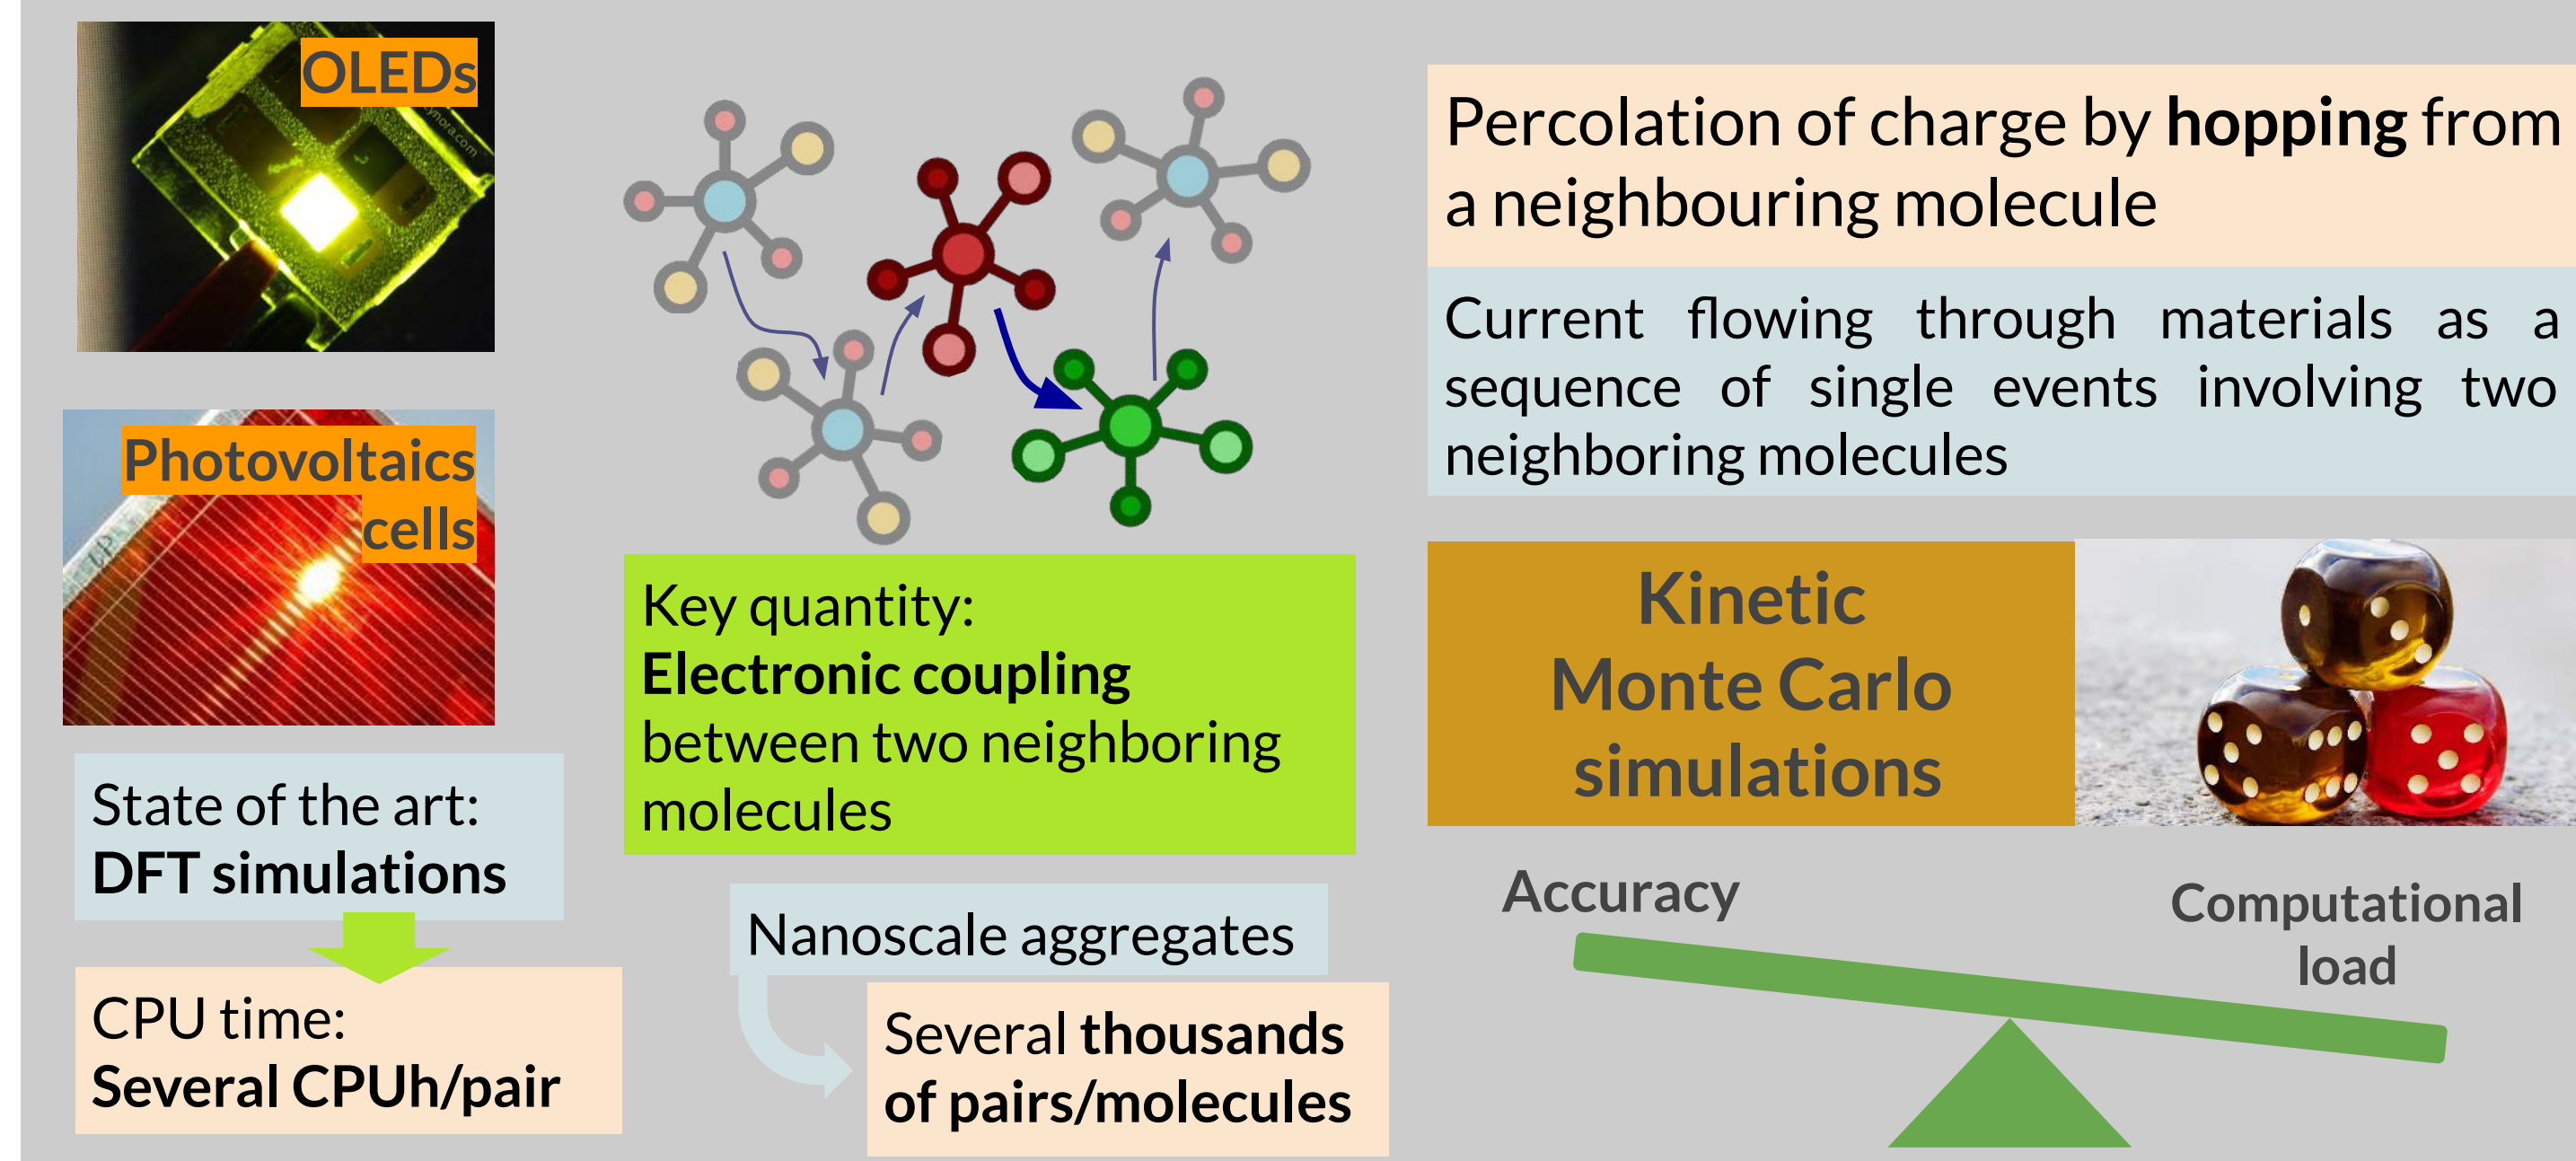 OLEDs
Photovoltaics
cells
State of the art:
DFT simulations
CPU time:
Several CPUh/pair
Key quantity:
Electronic coupling
between two neighboring
molecules
Nanoscale aggregates
Several thousands
of pairs/molecules
Percolation of charge by hopping from
a neighbouring molecule
Current flowing through materials as a
sequence of single events involving two
neighboring molecules
Kinetic
Monte Carlo
simulations
Accuracy
Computational
load